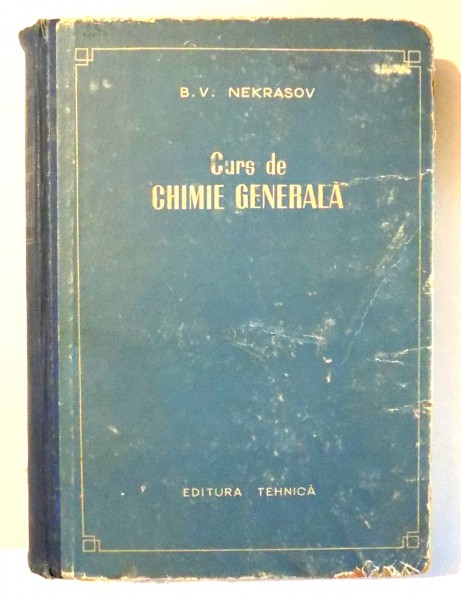 B. V. NEKRASOV
Curs de
CHIMIE GENERALĂ
EDITURA TEHNICĂ